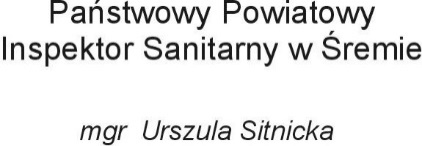 Państwowy Powiatowy
Inspektor Sanitarny w Śremie
mgr Urszula Sitnicka